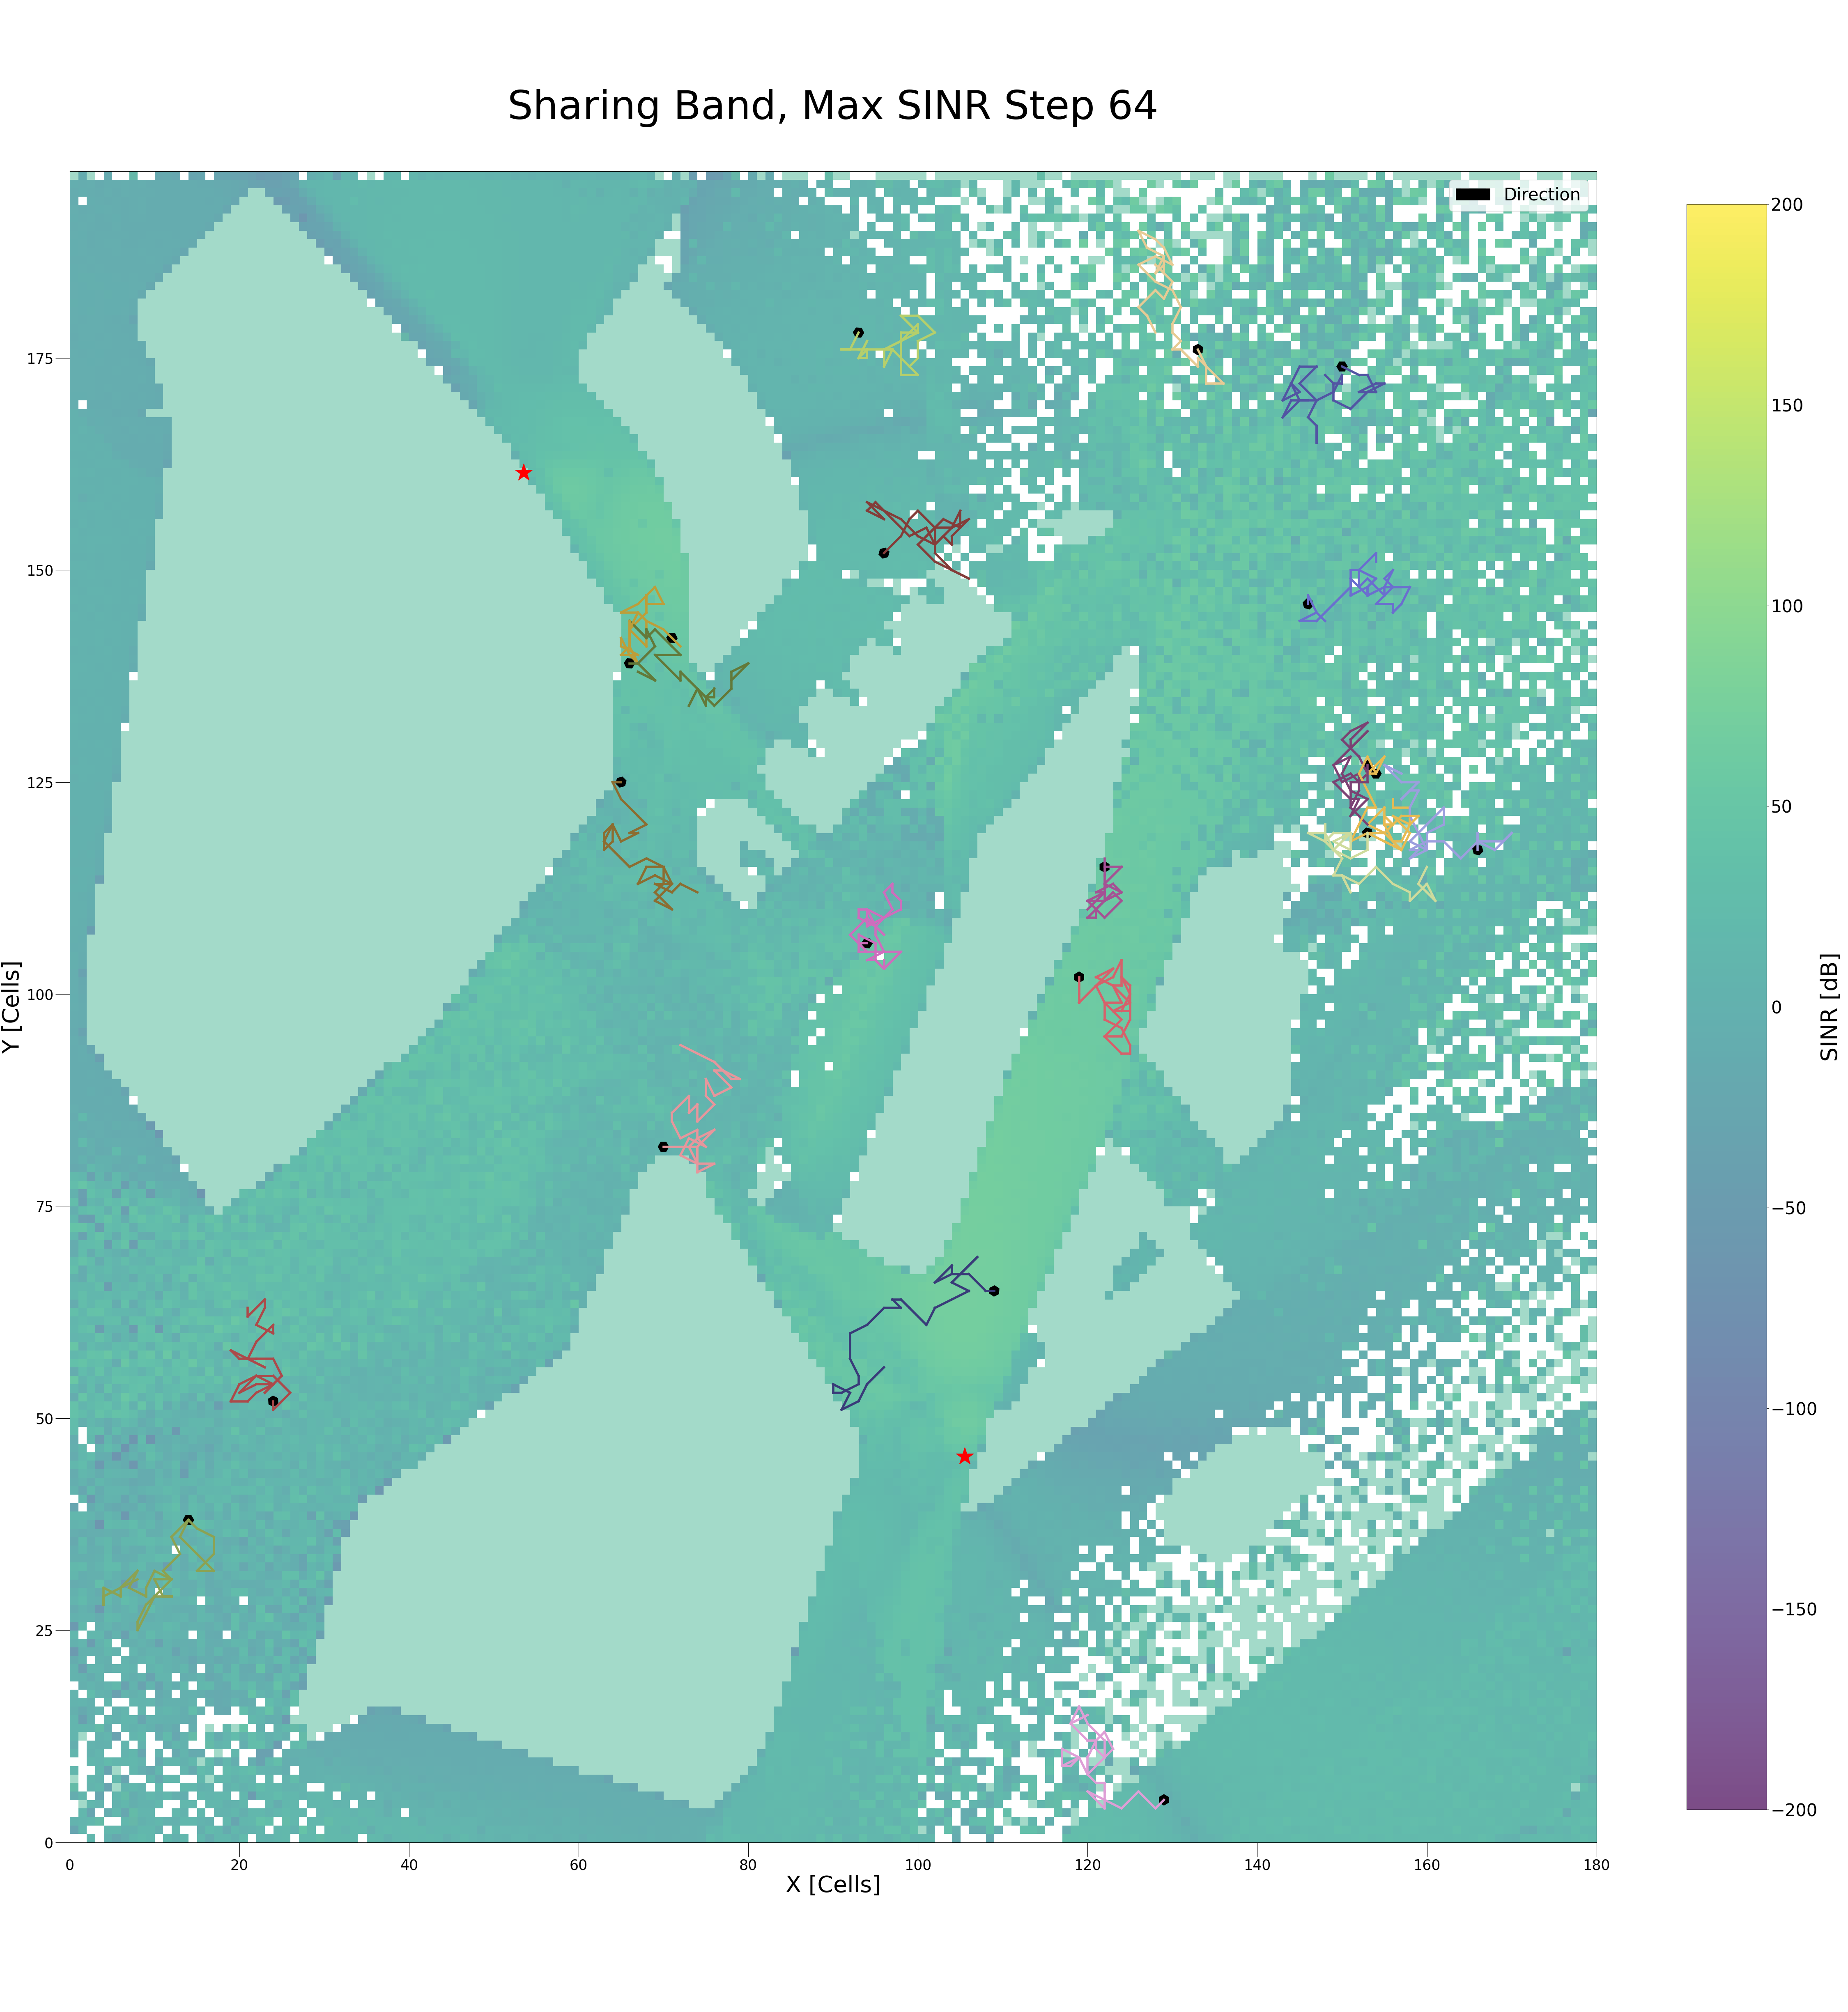 Sharing Band, Max SINR Step 64
Direction
200
150
100
50
0
−50
−100
−150
−200
SINR [dB]
175
150
125
100
75
50
25
0
Y [Cells]
0 20 40 60 80 100 120 140 160 180
X [Cells]